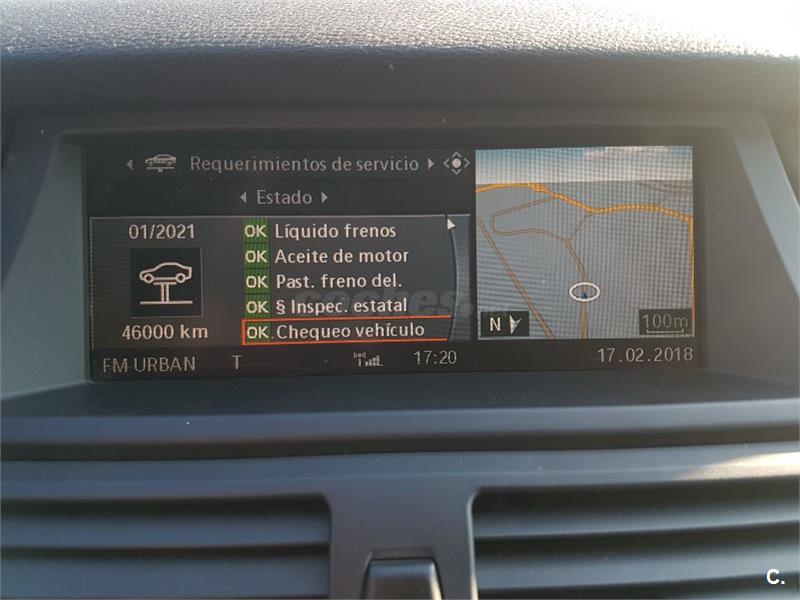 Requerimientos de servicio
Estado
01/2021
46000 km
OK Líquido frenos
OK Aceite de motor
OK Past. freno del.
OK § Inspec. estatal
OK Chequeo vehículo
N
100m
FM URBAN
T
17:20
17.02.2018
C.